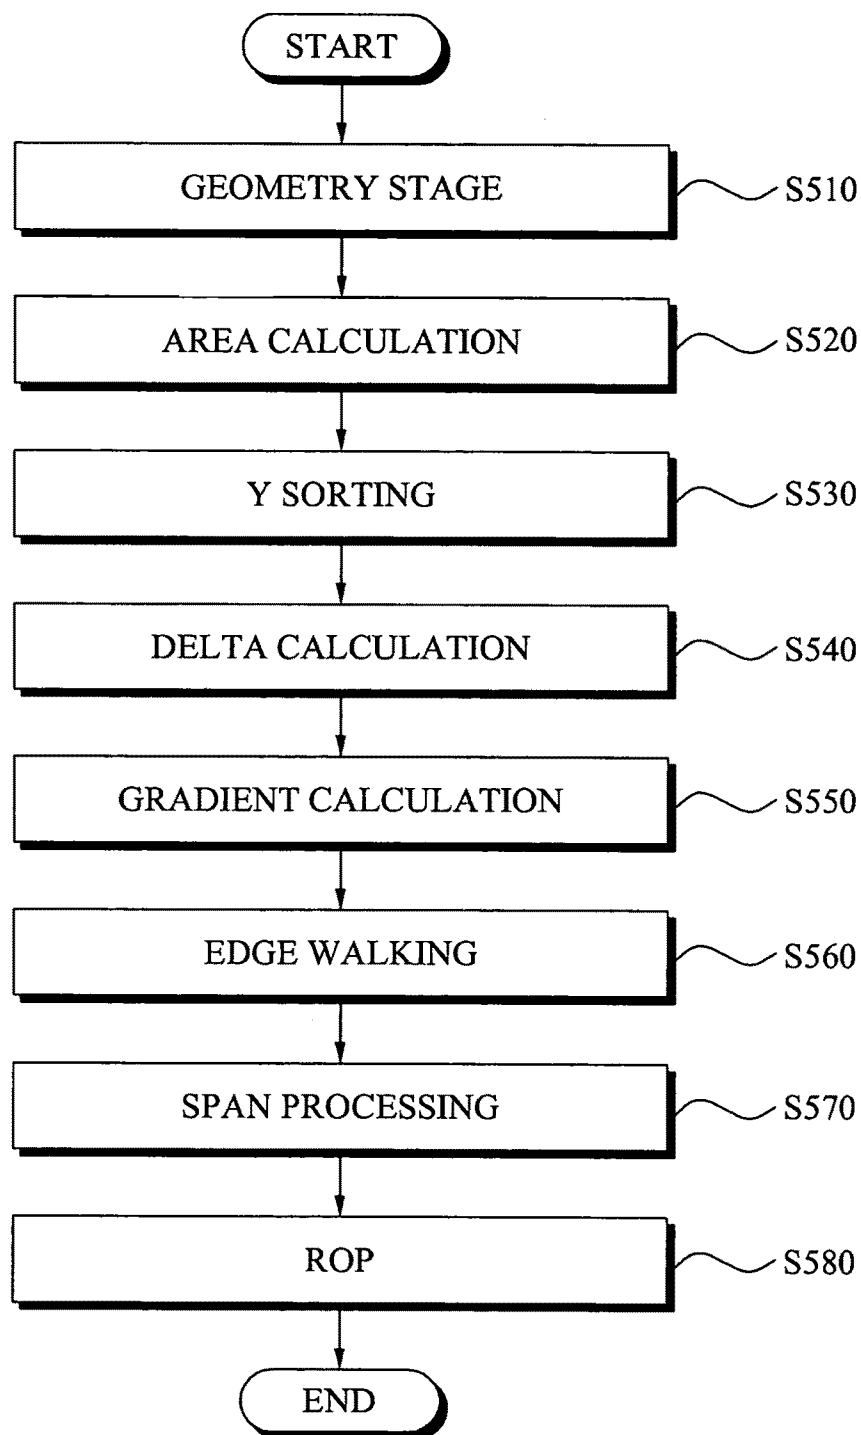 START
GEOMETRY STAGE
S510
AREA CALCULATION
S520
Y SORTING
S530
DELTA CALCULATION
S540
GRADIENT CALCULATION
S550
EDGE WALKING
S560
SPAN PROCESSING
S570
ROP
S580
END